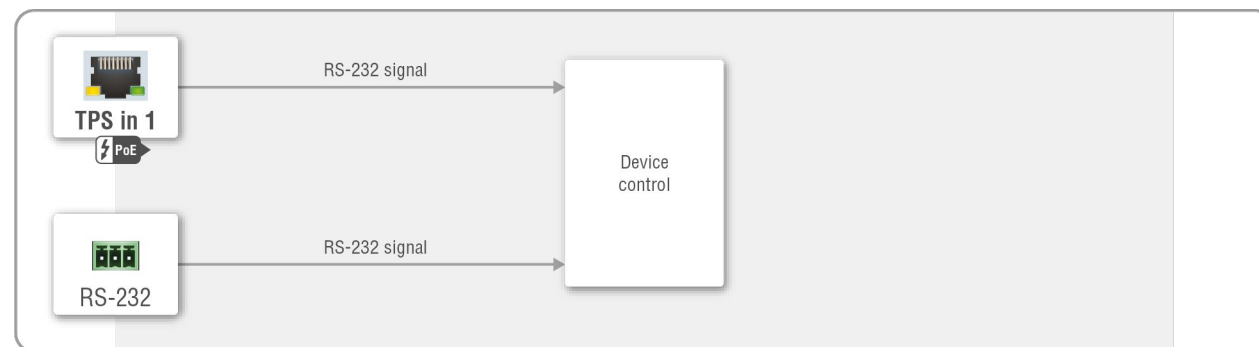 RS-232 signal
TPS in 1
PoE
Device
control
RS-232 signal
RS-232